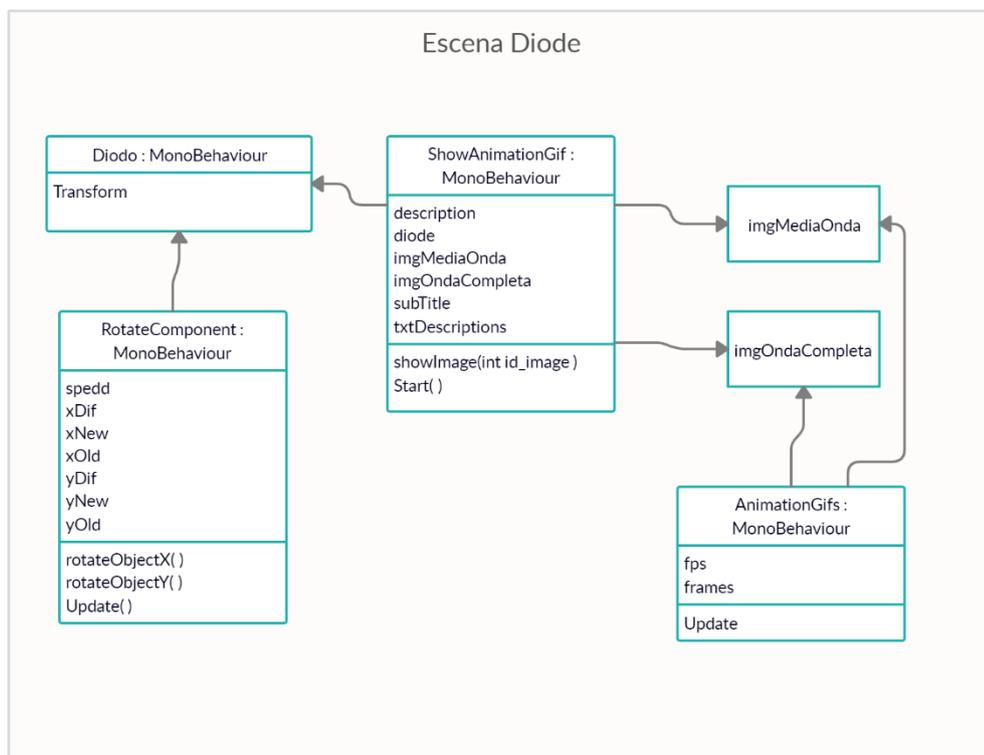 Escena Diode
Diodo : MonoBehaviour
Transform
ShowAnimationGif :
MonoBehaviour
description
diode
imgMediaOnda
imgOndaCompleta
subTitle
txtDescriptions
showImage(int id_image )
Start( )
imgMediaOnda
imgOndaCompleta
RotateComponent :
MonoBehaviour
spedd
xDif
xNew
xOld
yDif
yNew
yOld
rotateObjectX( )
rotateObjectY( )
Update( )
AnimationGifs :
MonoBehaviour
fps
frames
Update